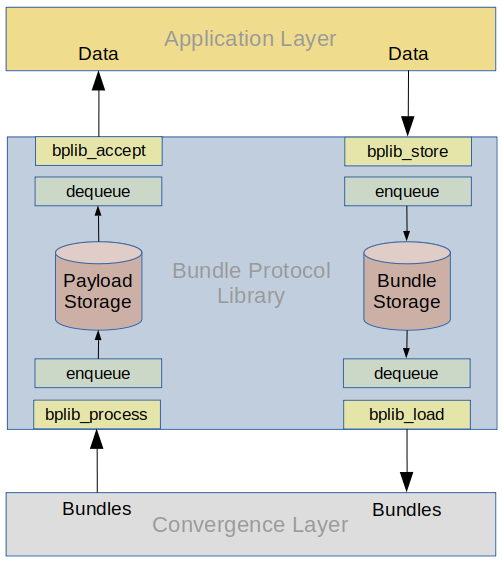 Application Layer
Data
Data
bplib_accept
bplib_store
dequeue
enqueue
Payload
Storage
Bundle Protocol
Library
Bundle
Storage
enqueue
dequeue
bplib_process
bplib_load
Bundles
Bundles
Convergence Layer